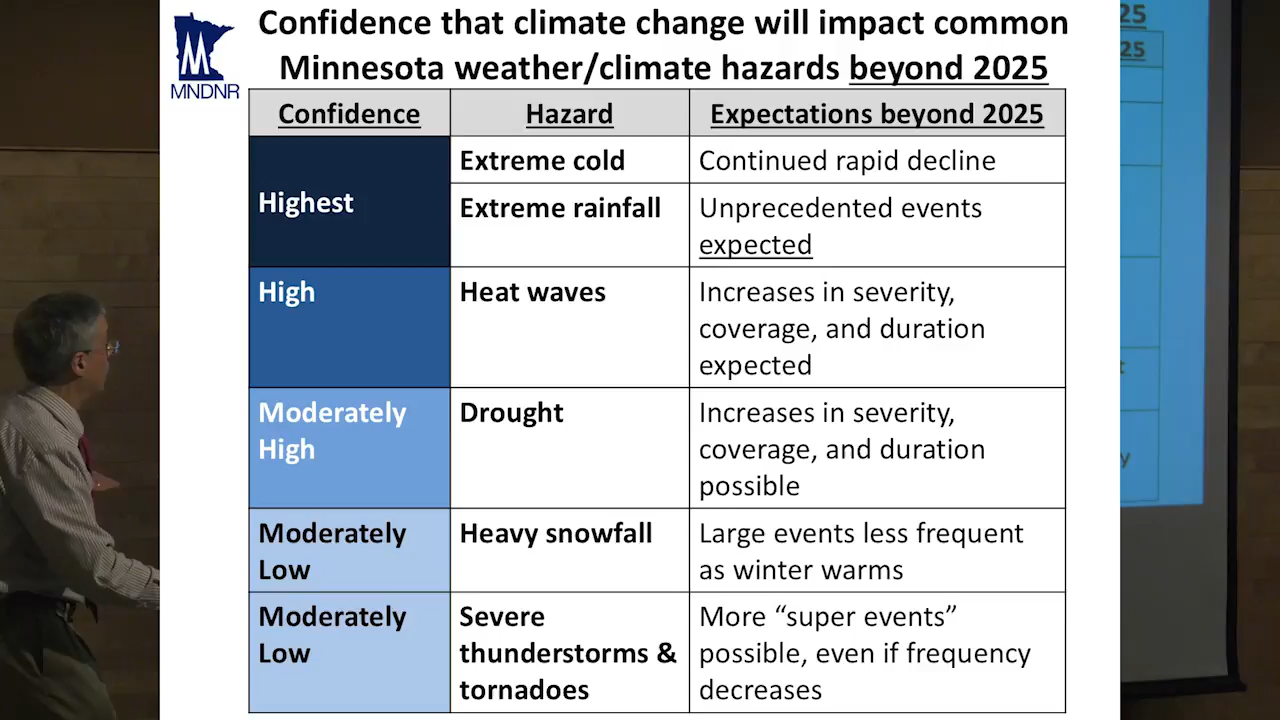 Confidence that climate change will impact common
Minnesota weather/climate hazards beyond 2025
MNDNR
Confidence
Hazard
Expectations beyond 2025
Highest
Extreme cold
Continued rapid decline
Extreme rainfall
Unprecedented events
expected
High
Heat waves
Increases in severity,
coverage, and duration
expected
Moderately
High
Drought
Increases in severity,
coverage, and duration
possible
Moderately
Low
Heavy snowfall
Large events less frequent
as winter warms
Moderately
Low
Severe
thunderstorms &
tornadoes
More “super events”
possible, even if frequency
decreases
25
25